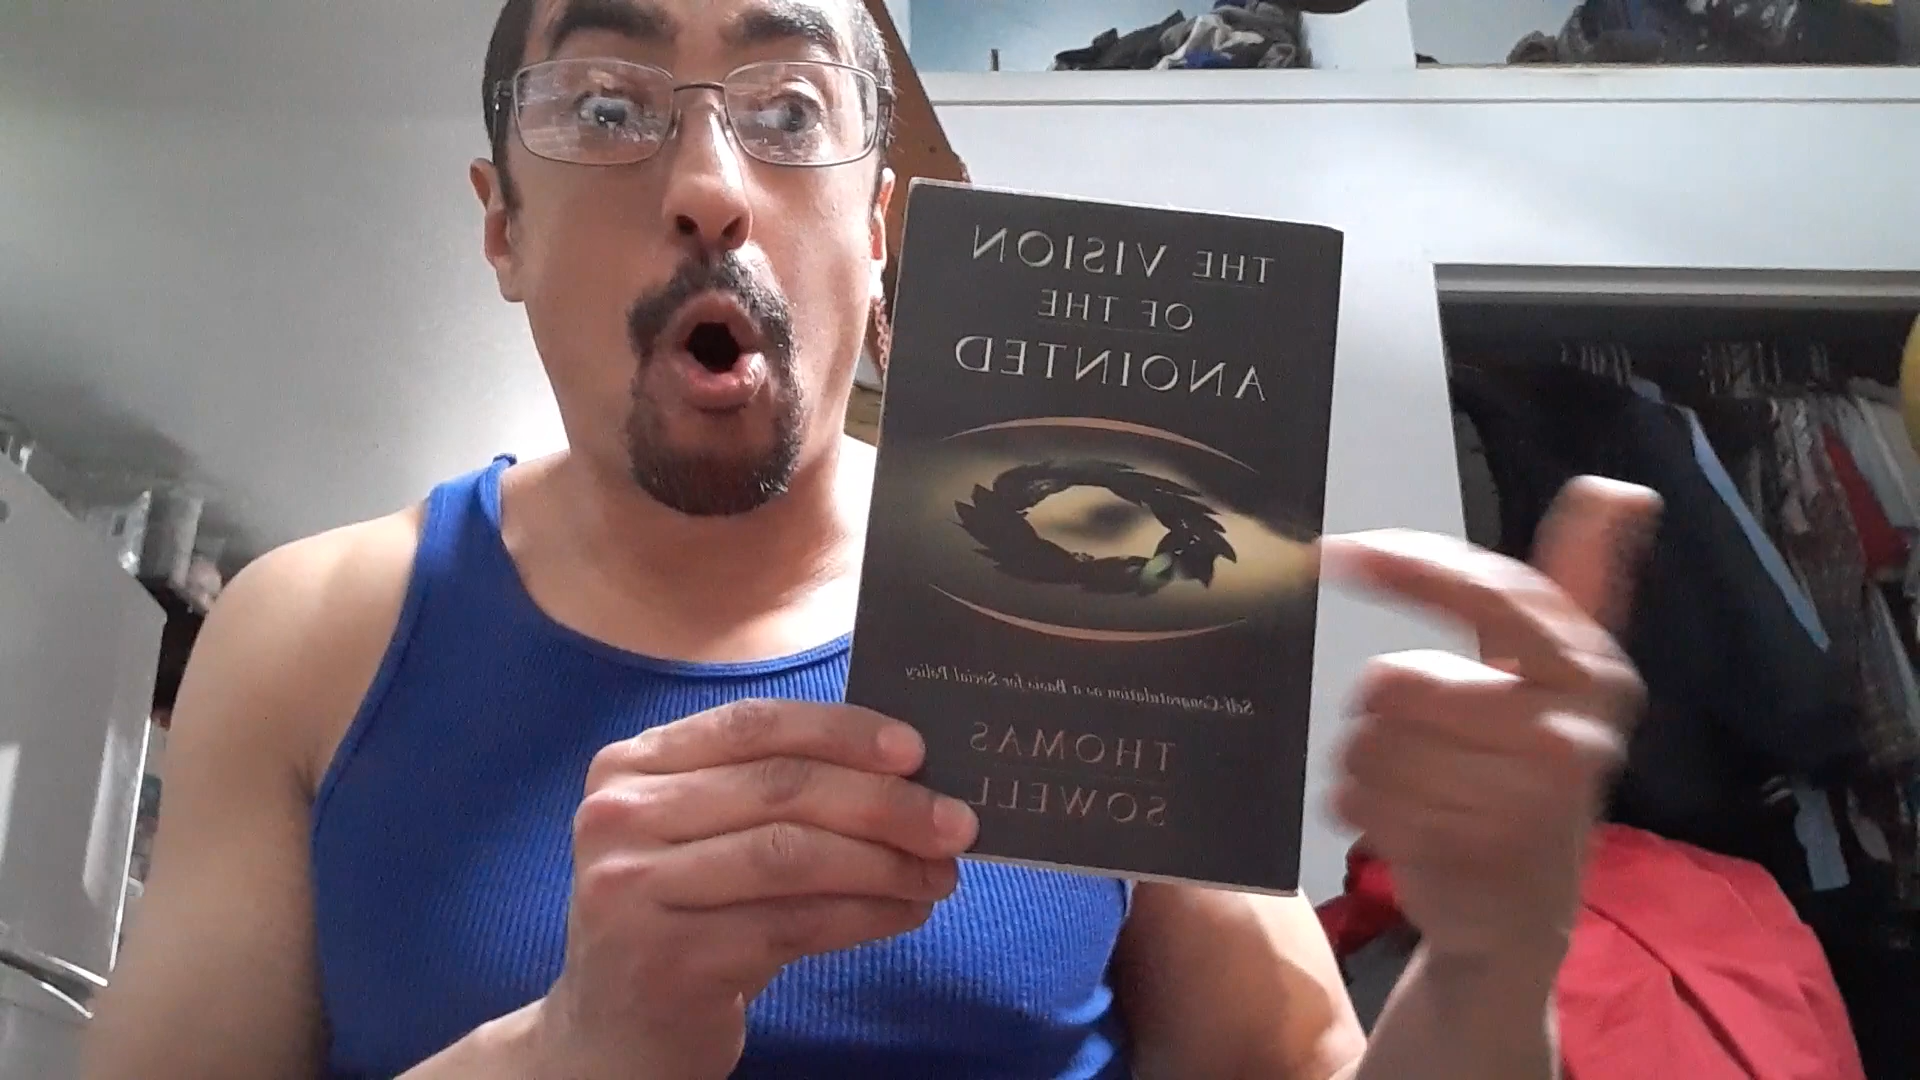 THE VISION
OF THE
ANOINTED
Self-Congratulation as a Basis for Social Policy
THOMAS
SOWELL